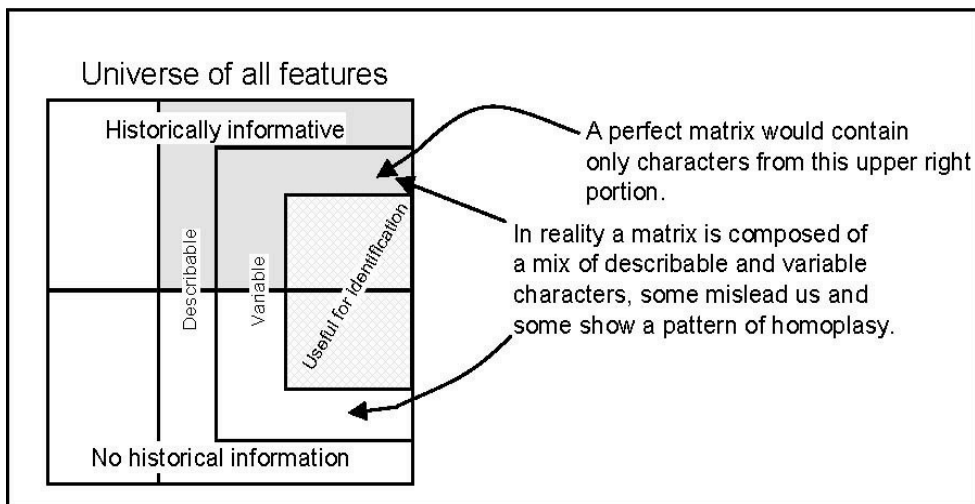 Universe of all features
Historically informative
Describable
Variable
Useful for identification
No historical information
A perfect matrix would contain
only characters from this upper right
portion.
In reality a matrix is composed of
a mix of describable and variable
characters, some mislead us and
some show a pattern of homoplasy.